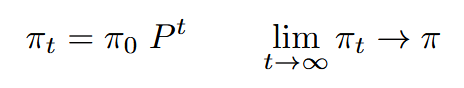 π_t = π_0 P^t    lim_{t→∞} π_t → π